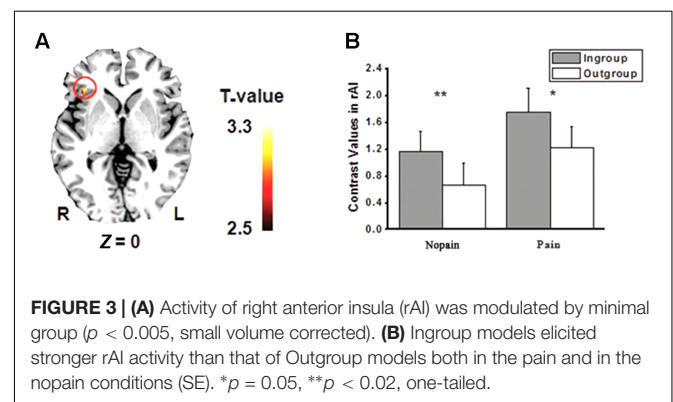 A
R
L
Z = 0
T-value
3.3
2.5
B
Ingroup
Outgroup
Contrast Values in rAI
2.4
2.0
1.6
1.2
0.8
0.4
0.0
**
*
Nopain
Pain
FIGURE 3 | (A) Activity of right anterior insula (rAI) was modulated by minimal
group (p < 0.005, small volume corrected). (B) Ingroup models elicited
stronger rAI activity than that of Outgroup models both in the pain and in the
nopain conditions (SE). *p = 0.05, **p < 0.02, one-tailed.